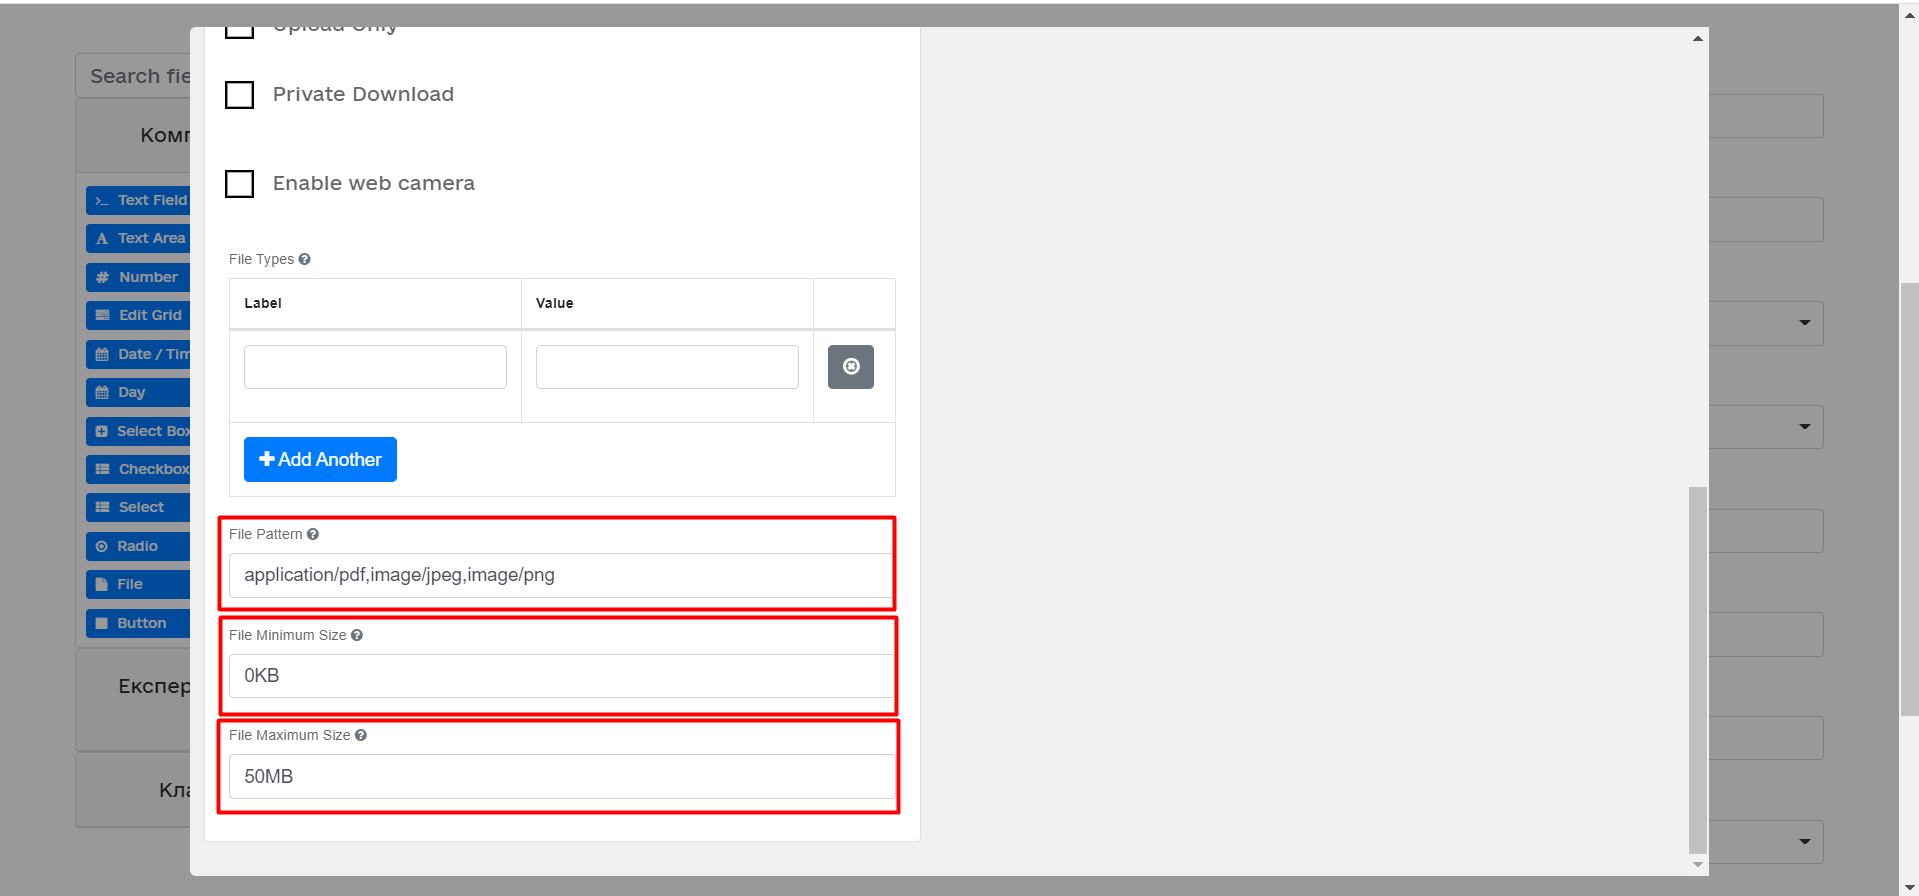 Search fie
Комп
Text Field
Text Area
Number
Edit Grid
Date / Tim
Day
Select Box
Checkbox
Select
Radio
File
Button
Експер
Кла
Upload Only
Private Download
Enable web camera
File Types
Label Value
Add Another
File Pattern
application/pdf,image/jpeg,image/png
File Minimum Size
0KB
File Maximum Size
50MB